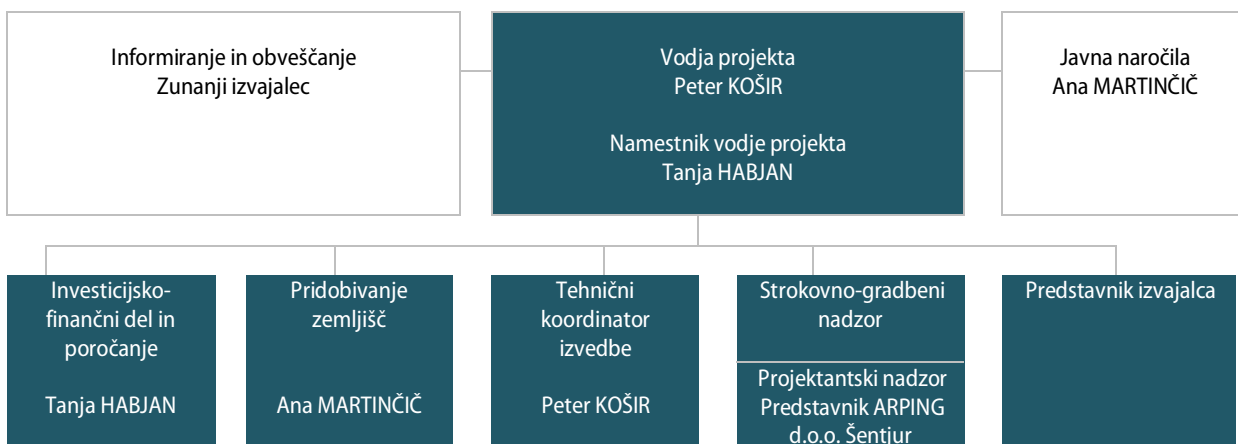 Informiranje in obveščanje
Zunanji izvajalec
Vodja projekta
Peter KOŠIR
Namestnik vodje projekta
Tanja HABJAN
Javna naročila
Ana MARTINČIČ
Investicijsko-
finančni del in
poročanje
Tanja HABJAN
Pridobivanje
zemljišč
Ana MARTINČIČ
Tehnični
koordinator
izvedbe
Peter KOŠIR
Strokovno-gradbeni
nadzor
Projektantski nadzor
Predstavnik ARPING
d.o.o. Šentjur
Predstavnik izvajalca